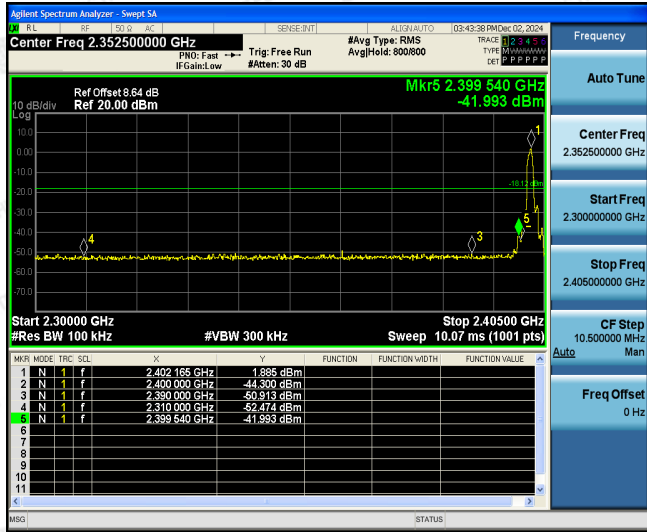 Agilent Spectrum Analyzer - Swept SA
LXI RL RF 50 Ω AC SENSE:INT ALIGN AUTO 03:43:38 PM Dec 02, 2024
Center Freq 2.352500000 GHz #Avg Type: RMS TRACE 1 2 3 4 5 6
PNO: Fast Trig: Free Run Avg|Hold: 800/800 TYPE M
IFGain:Low #Atten: 30 dB DET P P P P P P
Frequency
Auto Tune
Mkr5 2.399 540 GHz
-41.993 dBm
Ref Offset 8.64 dB
10 dB/div Ref 20.00 dBm
Log
10.0
0.00
-10.0
-20.0
-30.0
-40.0
-50.0
-60.0
-70.0
1
-18.12 dBm
5
3
4
Center Freq
2.352500000 GHz
Start Freq
2.300000000 GHz
Stop Freq
2.405000000 GHz
Start 2.30000 GHz Stop 2.40500 GHz
#Res BW 100 kHz #VBW 300 kHz Sweep 10.07 ms (1001 pts)
CF Step
10.500000 MHz
Auto Man
Freq Offset
0 Hz
MKR MODE TRC SCL X Y FUNCTION FUNCTION WIDTH FUNCTION VALUE
1 N 1 f 2.402 165 GHz 1.885 dBm
2 N 1 f 2.400 000 GHz -44.300 dBm
3 N 1 f 2.390 000 GHz -50.913 dBm
4 N 1 f 2.310 000 GHz -52.474 dBm
5 N 1 f 2.399 540 GHz -41.993 dBm
6
7
8
9
10
11
MSG STATUS